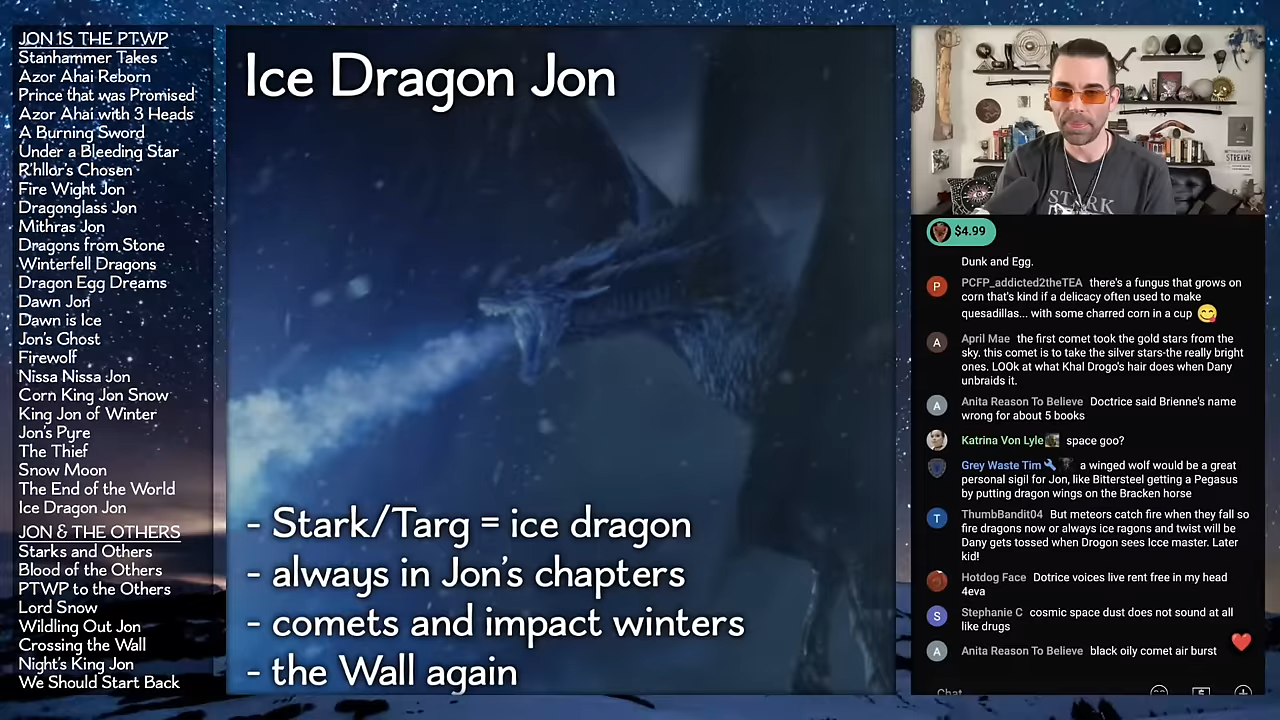 JON IS THE PTWP
Stanhammer Takes
Azor Ahai Reborn
Prince that was Promised
Azor Ahai with 3 Heads
A Burning Sword
Under a Bleeding Star
R'hllor's Chosen
Fire Wight Jon
Dragonglass Jon
Mithras Jon
Dragons from Stone
Winterfell Dragons
Dragon Egg Dreams
Dawn Jon
Dawn is Ice
Jon's Ghost
Firewolf
Nissa Nissa Jon
Corn King Jon Snow
King Jon of Winter
Jon's Pyre
The Thief
Snow Moon
The End of the World
Ice Dragon Jon
JON & THE OTHERS
Starks and Others
Blood of the Others
PTWP to the Others
Lord Snow
Wildling Out Jon
Crossing the Wall
Night's King Jon
We Should Start Back
Ice Dragon Jon
- Stark/Targ = ice dragon
- always in Jon's chapters
- comets and impact winters
- the Wall again
STARK
$4.99
Dunk and Egg.
P
PCFP_addicted2theTEA there's a fungus that grows on
corn that's kind if a delicacy often used to make
quesadillas... with some charred corn in a cup 😋
A
April Mae the first comet took the gold stars from the
sky. this comet is to take the silver stars-the really bright
ones. LOOk at what Khal Drogo's hair does when Dany
unbraids it.
A
Anita Reason To Believe Doctrice said Brienne's name
wrong for about 5 books
Katrina Von Lyle space goo?
Grey Waste Tim a winged wolf would be a great
personal sigil for Jon, like Bittersteel getting a Pegasus
by putting dragon wings on the Bracken horse
T
ThumbBandit04 But meteors catch fire when they fall so
fire dragons now or always ice ragons and twist will be
Dany gets tossed when Drogon sees Icce master. Later
kid!
Hotdog Face Dotrice voices live rent free in my head
4eva
S
Stephanie C cosmic space dust does not sound at all
like drugs
A
Anita Reason To Believe black oily comet air burst
Chat